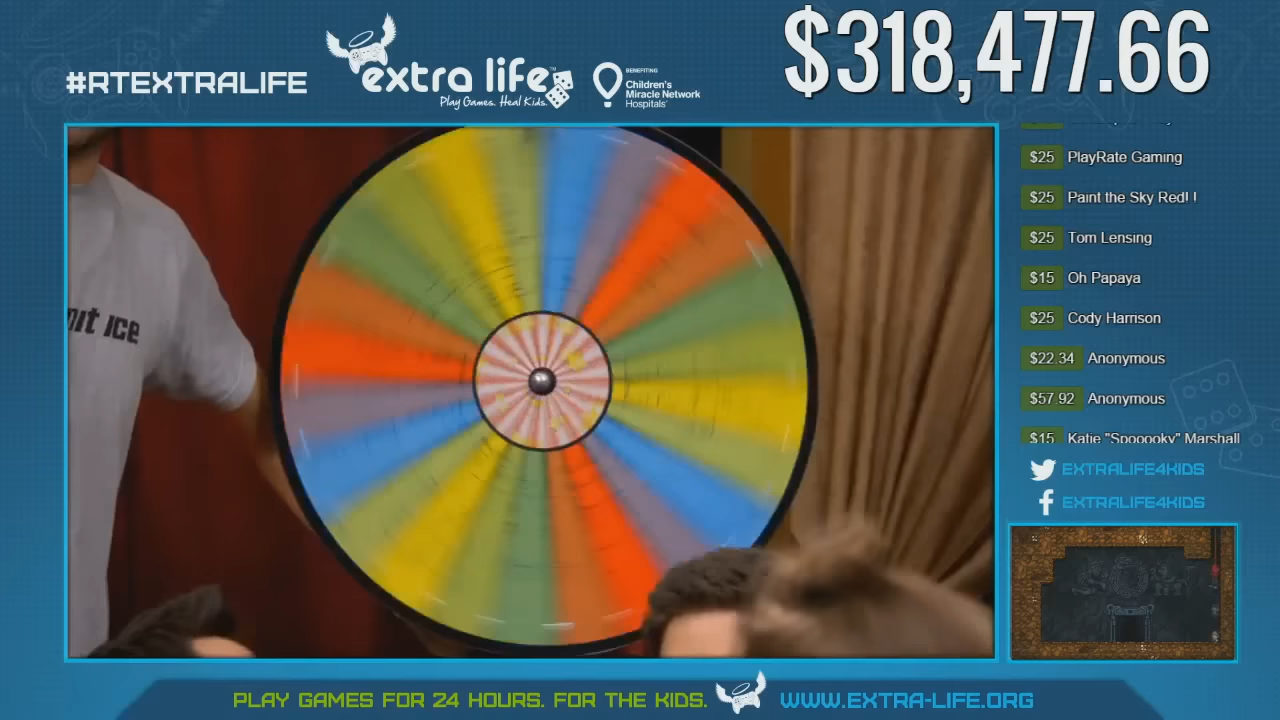 #RTEXTRALIFE
extra life
Play Games. Heal Kids.
BENEFITING
Children's
Miracle Network
Hospitals
$318,477.66
$25 PlayRate Gaming
$25 Paint the Sky Red! !
$25 Tom Lensing
$15 Oh Papaya
$25 Cody Harrison
$22.34 Anonymous
$57.92 Anonymous
$15 Katie "Spooooky" Marshall
EXTRALIFE4KIDS
EXTRALIFE4KIDS
ICE
PLAY GAMES FOR 24 HOURS. FOR THE KIDS.
WWW.EXTRA-LIFE.ORG